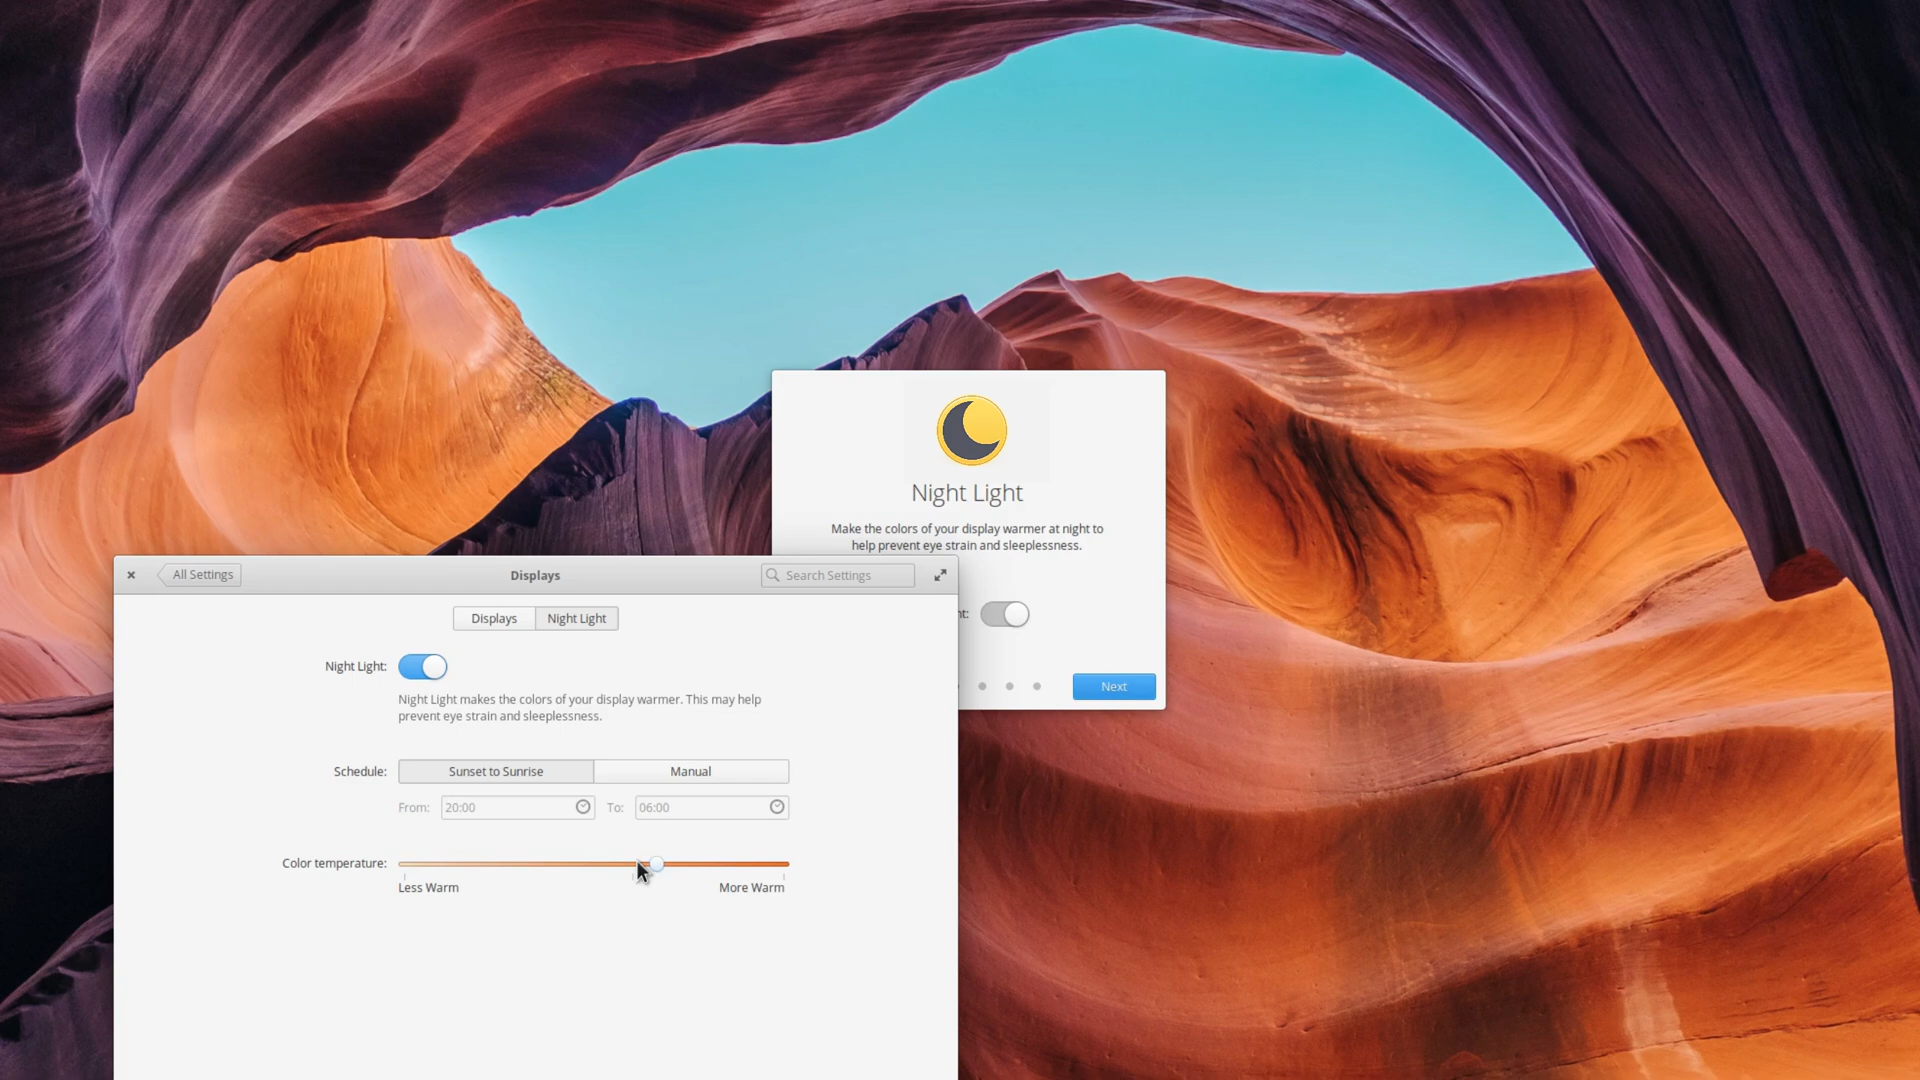 Night Light
Make the colors of your display warmer at night to
help prevent eye strain and sleeplessness.
Next
All Settings
Displays
Search Settings
Displays
Night Light
Night Light:
Night Light makes the colors of your display warmer. This may help
prevent eye strain and sleeplessness.
Schedule:
Sunset to Sunrise
Manual
From:
20:00
To:
06:00
Color temperature:
Less Warm
More Warm